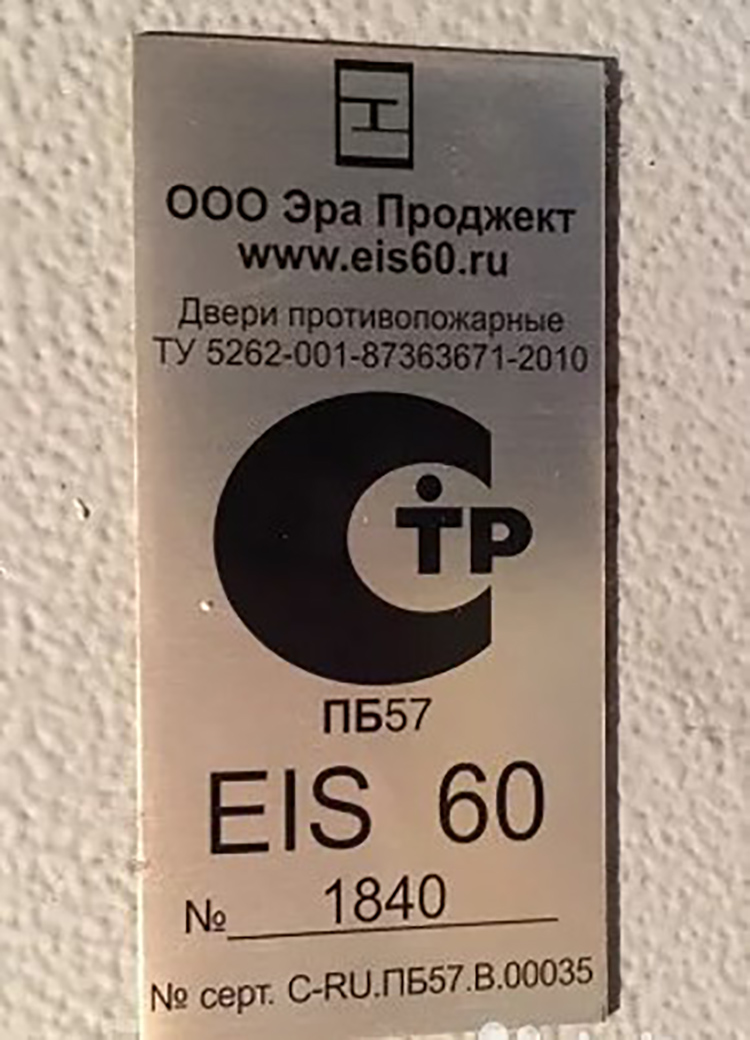 ООО Эра Проджект
www.eis60.ru
Двери противопожарные
ТУ 5262-001-87363671-2010
С ТР
ПБ57
EIS 60
№ 1840
№ серт. C-RU.ПБ57.В.00035